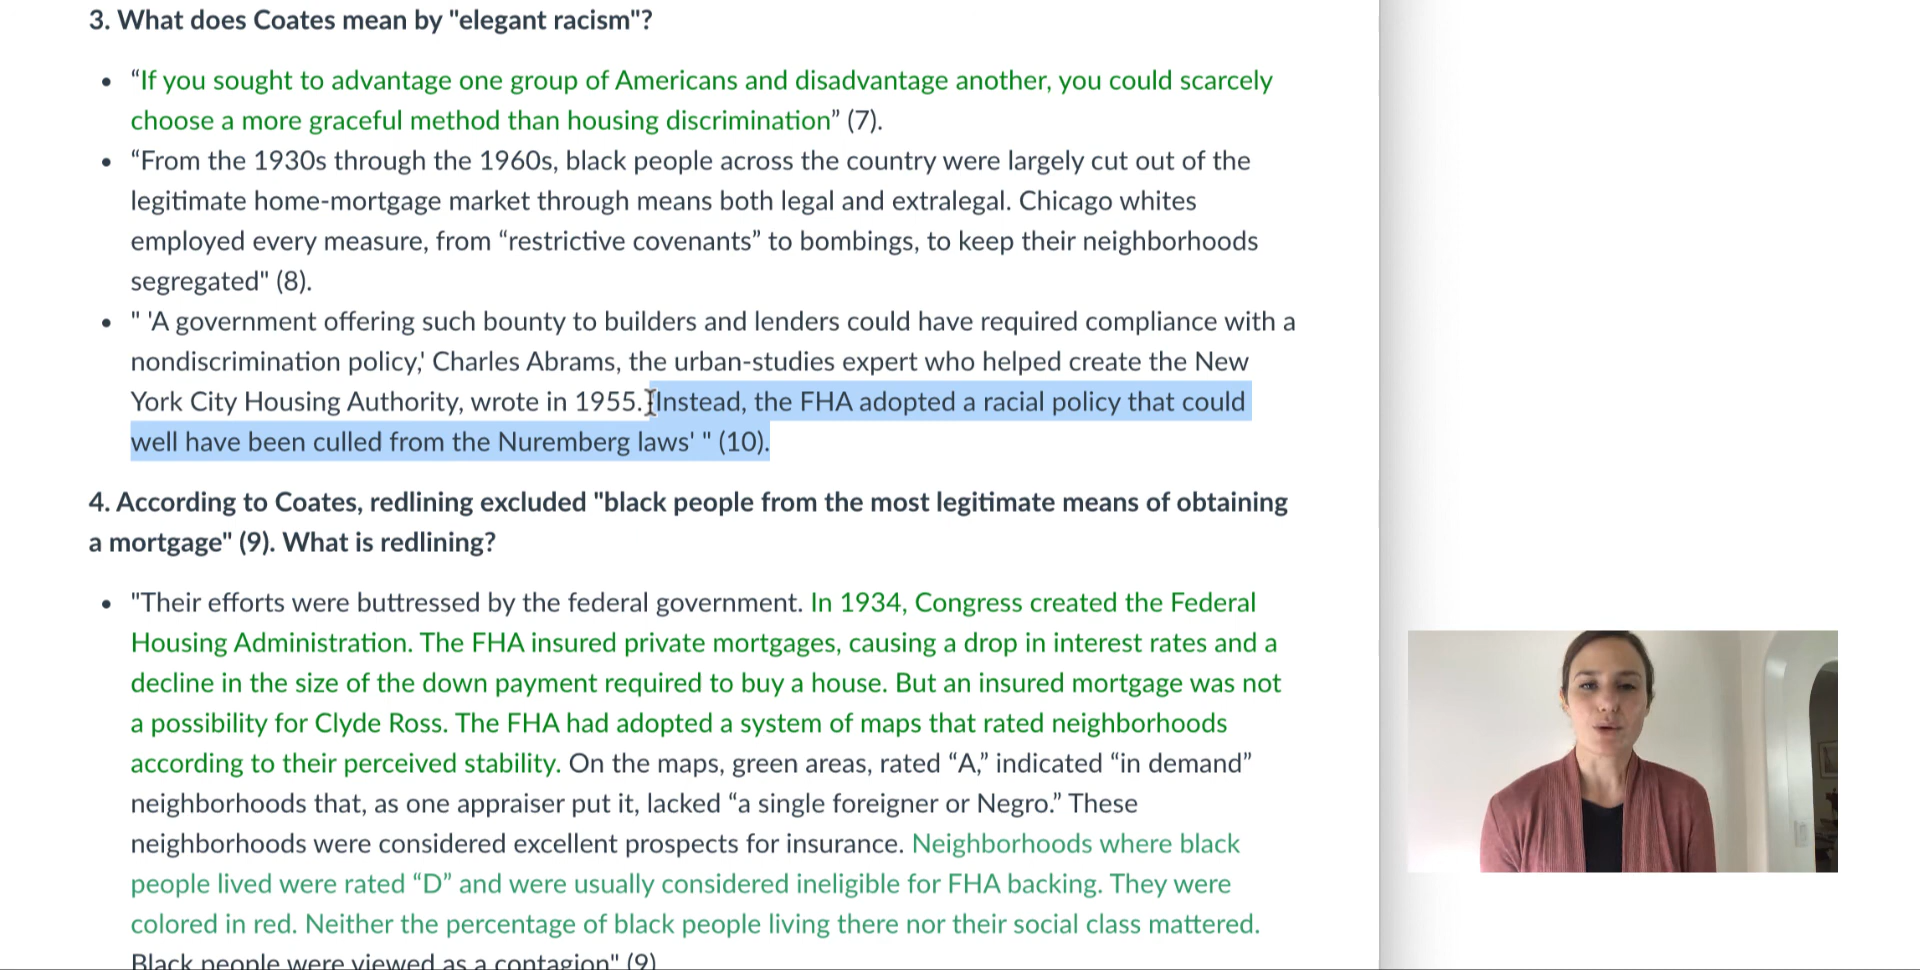 3. What does Coates mean by "elegant racism"?
• “If you sought to advantage one group of Americans and disadvantage another, you could scarcely
choose a more graceful method than housing discrimination” (7).
• “From the 1930s through the 1960s, black people across the country were largely cut out of the
legitimate home-mortgage market through means both legal and extralegal. Chicago whites
employed every measure, from “restrictive covenants” to bombings, to keep their neighborhoods
segregated" (8).
• " 'A government offering such bounty to builders and lenders could have required compliance with a
nondiscrimination policy,' Charles Abrams, the urban-studies expert who helped create the New
York City Housing Authority, wrote in 1955. 'Instead, the FHA adopted a racial policy that could
well have been culled from the Nuremberg laws' " (10).
4. According to Coates, redlining excluded "black people from the most legitimate means of obtaining
a mortgage" (9). What is redlining?
• "Their efforts were buttressed by the federal government. In 1934, Congress created the Federal
Housing Administration. The FHA insured private mortgages, causing a drop in interest rates and a
decline in the size of the down payment required to buy a house. But an insured mortgage was not
a possibility for Clyde Ross. The FHA had adopted a system of maps that rated neighborhoods
according to their perceived stability. On the maps, green areas, rated “A,” indicated “in demand”
neighborhoods that, as one appraiser put it, lacked “a single foreigner or Negro.” These
neighborhoods were considered excellent prospects for insurance. Neighborhoods where black
people lived were rated “D” and were usually considered ineligible for FHA backing. They were
colored in red. Neither the percentage of black people living there nor their social class mattered.
Black people were viewed as a contagion" (9)